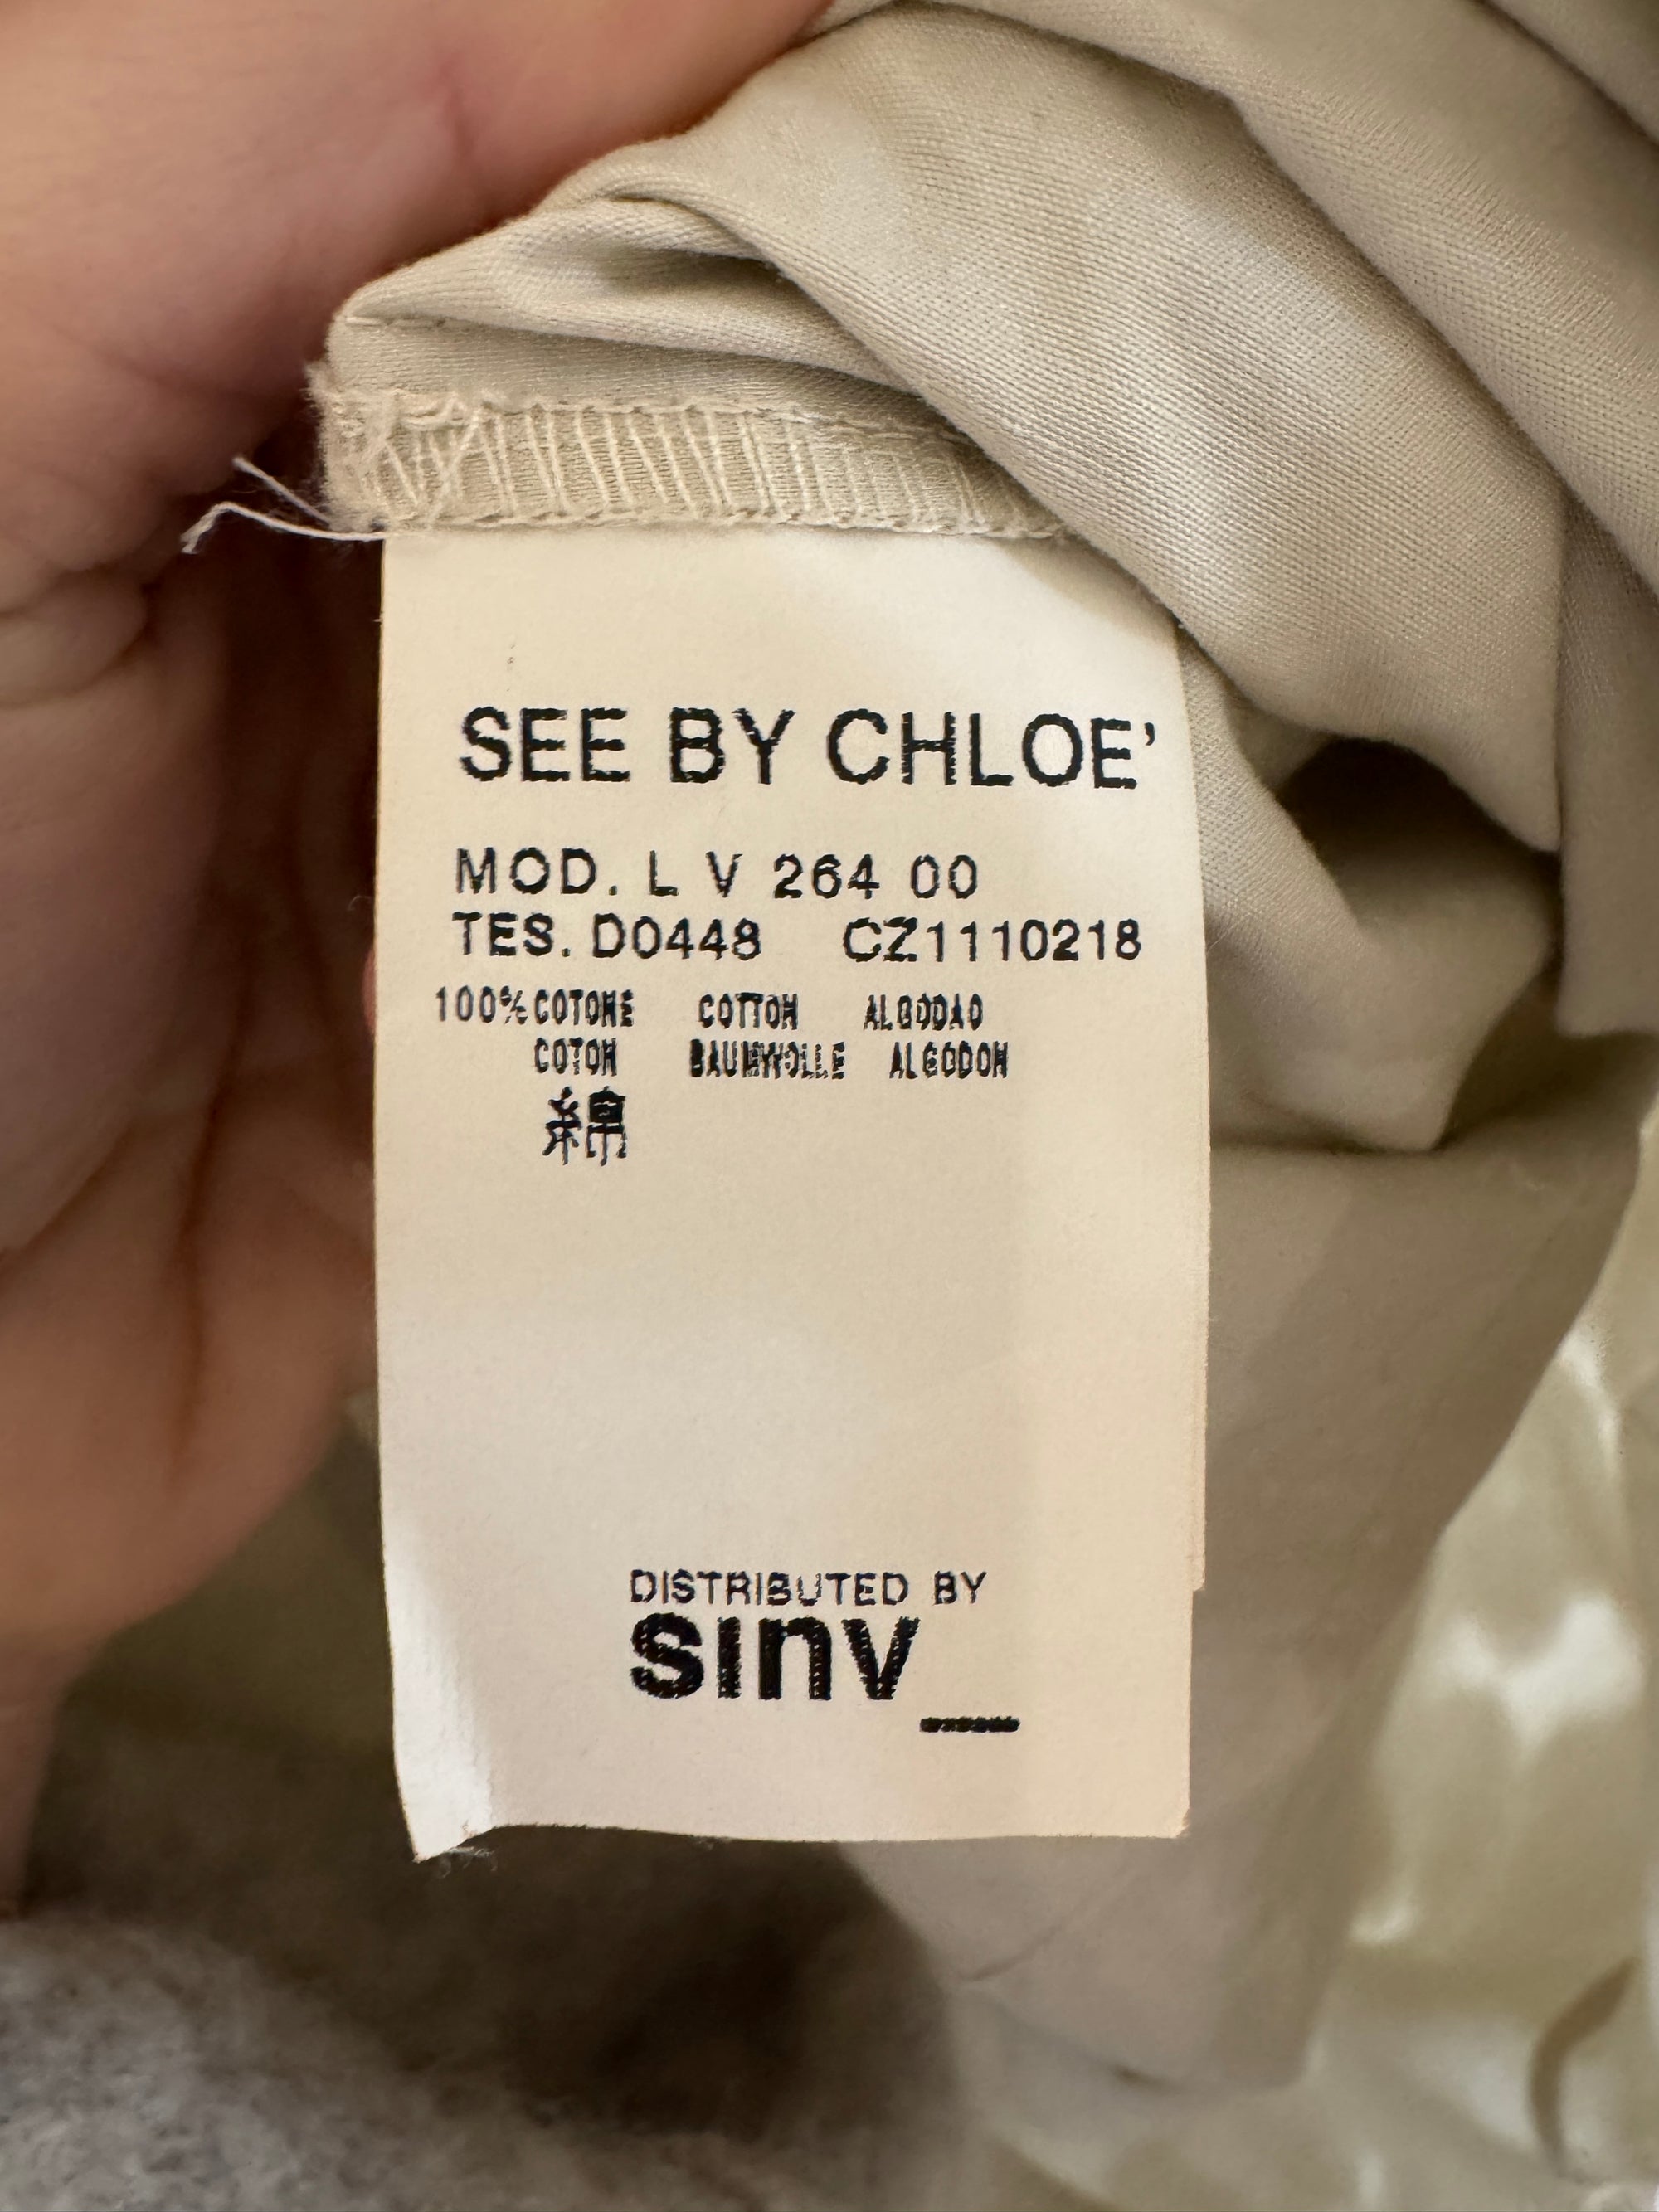 SEE BY CHLOE'
MOD. L V 264 00
TES. D0448 CZ1110218
100% COTONE COTTON ALGODAO
COTON BAUMWOLLE ALGODON
綿
DISTRIBUTED BY
sinv_